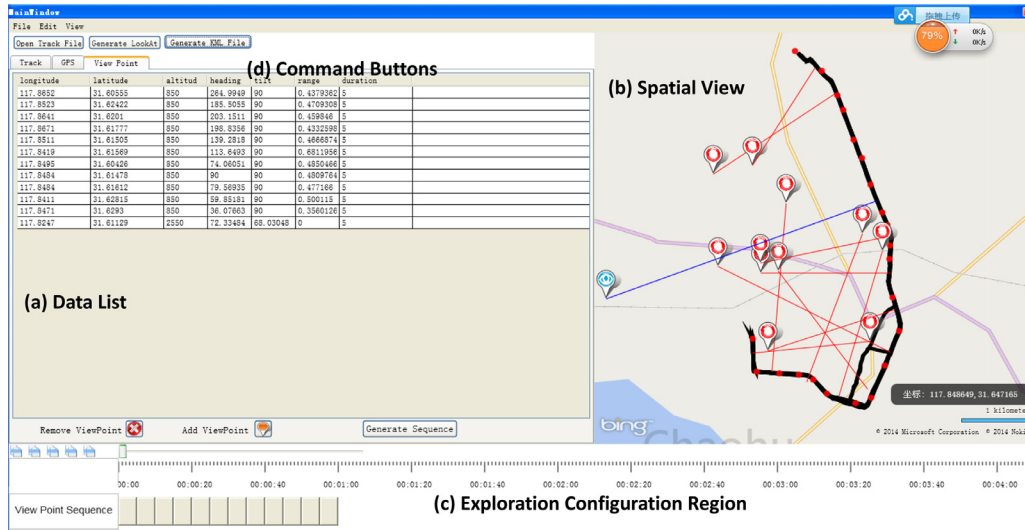 MainWindow
File Edit View
拖拽上传
79%
0K/s
0K/s
Open Track File Generate LookAt Generate KML File
Track GPS View Point
(d) Command Buttons
longitude latitude altitud heading tilt range duration
117.8652 31.60555 850 264.9949 90 0.4379362 5
117.8523 31.62422 850 185.5055 90 0.4709308 5
117.8641 31.6201 850 203.1511 90 0.459846 5
117.8671 31.61777 850 198.8356 90 0.4332598 5
117.8511 31.61505 850 139.2818 90 0.4666874 5
117.8419 31.61569 850 113.6493 90 0.6811956 5
117.8495 31.60426 850 74.06051 90 0.4850466 5
117.8484 31.61478 850 90 90 0.4809764 5
117.8484 31.61612 850 79.56935 90 0.477166 5
117.8411 31.62815 850 59.85181 90 0.500115 5
117.8471 31.6293 850 36.07663 90 0.3560126 5
117.8247 31.61129 2550 72.33484 68.03048 0 5
(a) Data List
(b) Spatial View
坐标: 117.848649,31.647165
1 kilomete
bing
Chaohu
© 2014 Microsoft Corporation © 2014 Noki
Remove ViewPoint Add ViewPoint Generate Sequence
00:00 00:00:20 00:00:40 00:01:00 00:01:20 00:01:40 00:02:00 00:02:20 00:02:40 00:03:00 00:03:20 00:03:40 00:04:00
View Point Sequence
(c) Exploration Configuration Region